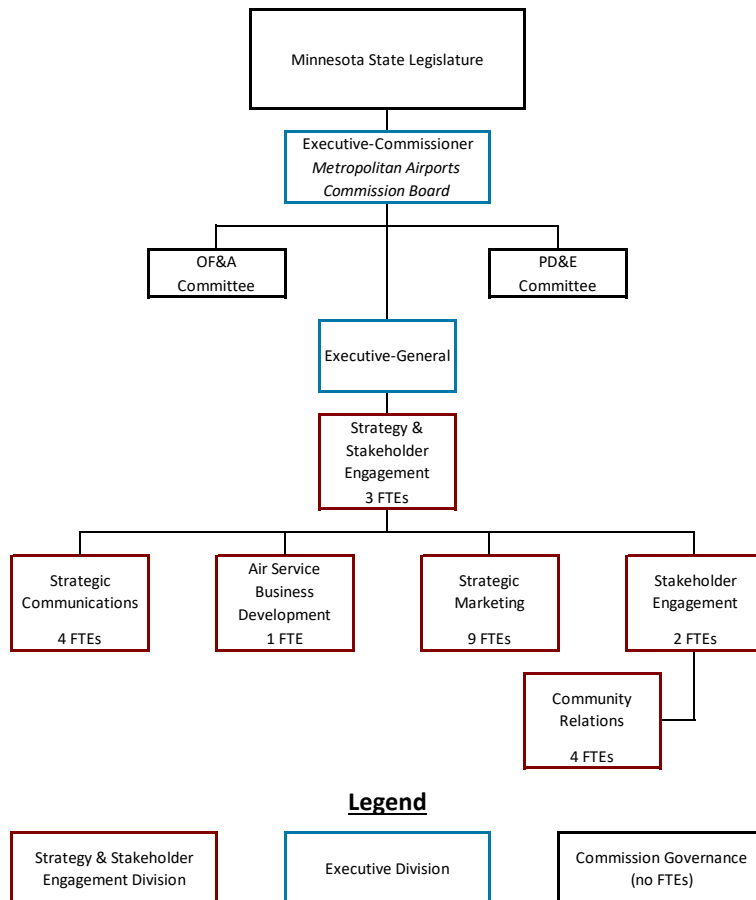 Minnesota State Legislature
Executive-Commissioner
Metropolitan Airports
Commission Board
OF&A
Committee
PD&E
Committee
Executive-General
Strategy &
Stakeholder
Engagement
3 FTEs
Strategic
Communications
4 FTEs
Air Service
Business
Development
1 FTE
Strategic
Marketing
9 FTEs
Stakeholder
Engagement
2 FTEs
Community
Relations
4 FTEs
Legend
Strategy & Stakeholder
Engagement Division
Executive Division
Commission Governance
(no FTEs)